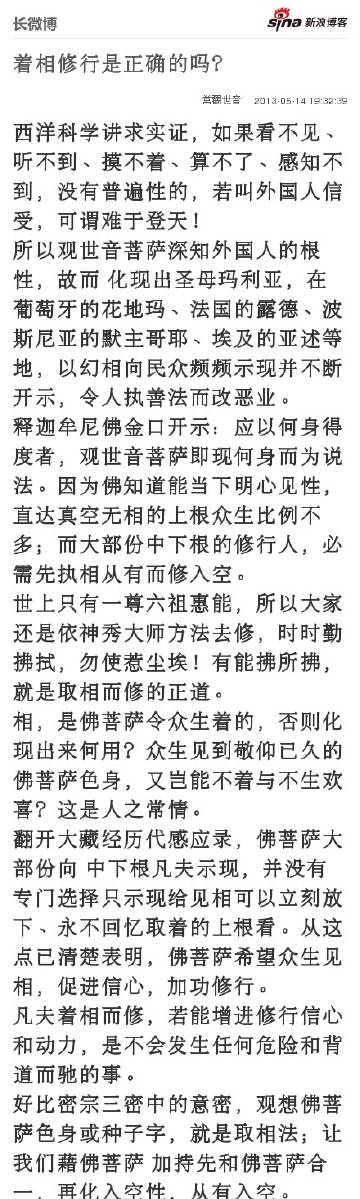 长微博
sina 新浪博客
着相修行是正确的吗?
常观世音 2013-05-14 19:32:39
西洋科学讲求实证，如果看不见、
听不到、摸不着、算不了、感知不
到，没有普遍性的，若叫外国人信
受，可谓难于登天！
所以观世音菩萨深知外国人的根
性，故而 化现出圣母玛利亚，在
葡萄牙的花地玛、法国的露德、波
斯尼亚的默主哥耶、埃及的亚述等
地，以幻相向民众频频示现并不断
开示，令人执善法而改恶业。
释迦牟尼佛金口开示：应以何身得
度者，观世音菩萨即现何身而为说
法。因为佛知道能当下明心见性，
直达真空无相的上根众生比例不
多；而大部份中下根的修行人，必
需先执相从有而修入空。
世上只有一尊六祖惠能，所以大家
还是依神秀大师方法去修，时时勤
拂拭，勿使惹尘埃！有能拂所拂，
就是取相而修的正道。
相，是佛菩萨令众生着的，否则化
现出来何用？众生见到敬仰已久的
佛菩萨色身，又岂能不着与不生欢
喜？这是人之常情。
翻开大藏经历代感应录，佛菩萨大
部份向 中下根凡夫示现，并没有
专门选择只示现给见相可以立刻放
下、永不回忆取着的上根看。从这
点已清楚表明，佛菩萨希望众生见
相，促进信心，加功修行。
凡夫着相而修，若能增进修行信心
和动力，是不会发生任何危险和背
道而驰的事。
好比密宗三密中的意密，观想佛菩
萨色身或种子字，就是取相法；让
我们藉佛菩萨 加持先和佛菩萨合
一，再化入空性，从有入空。